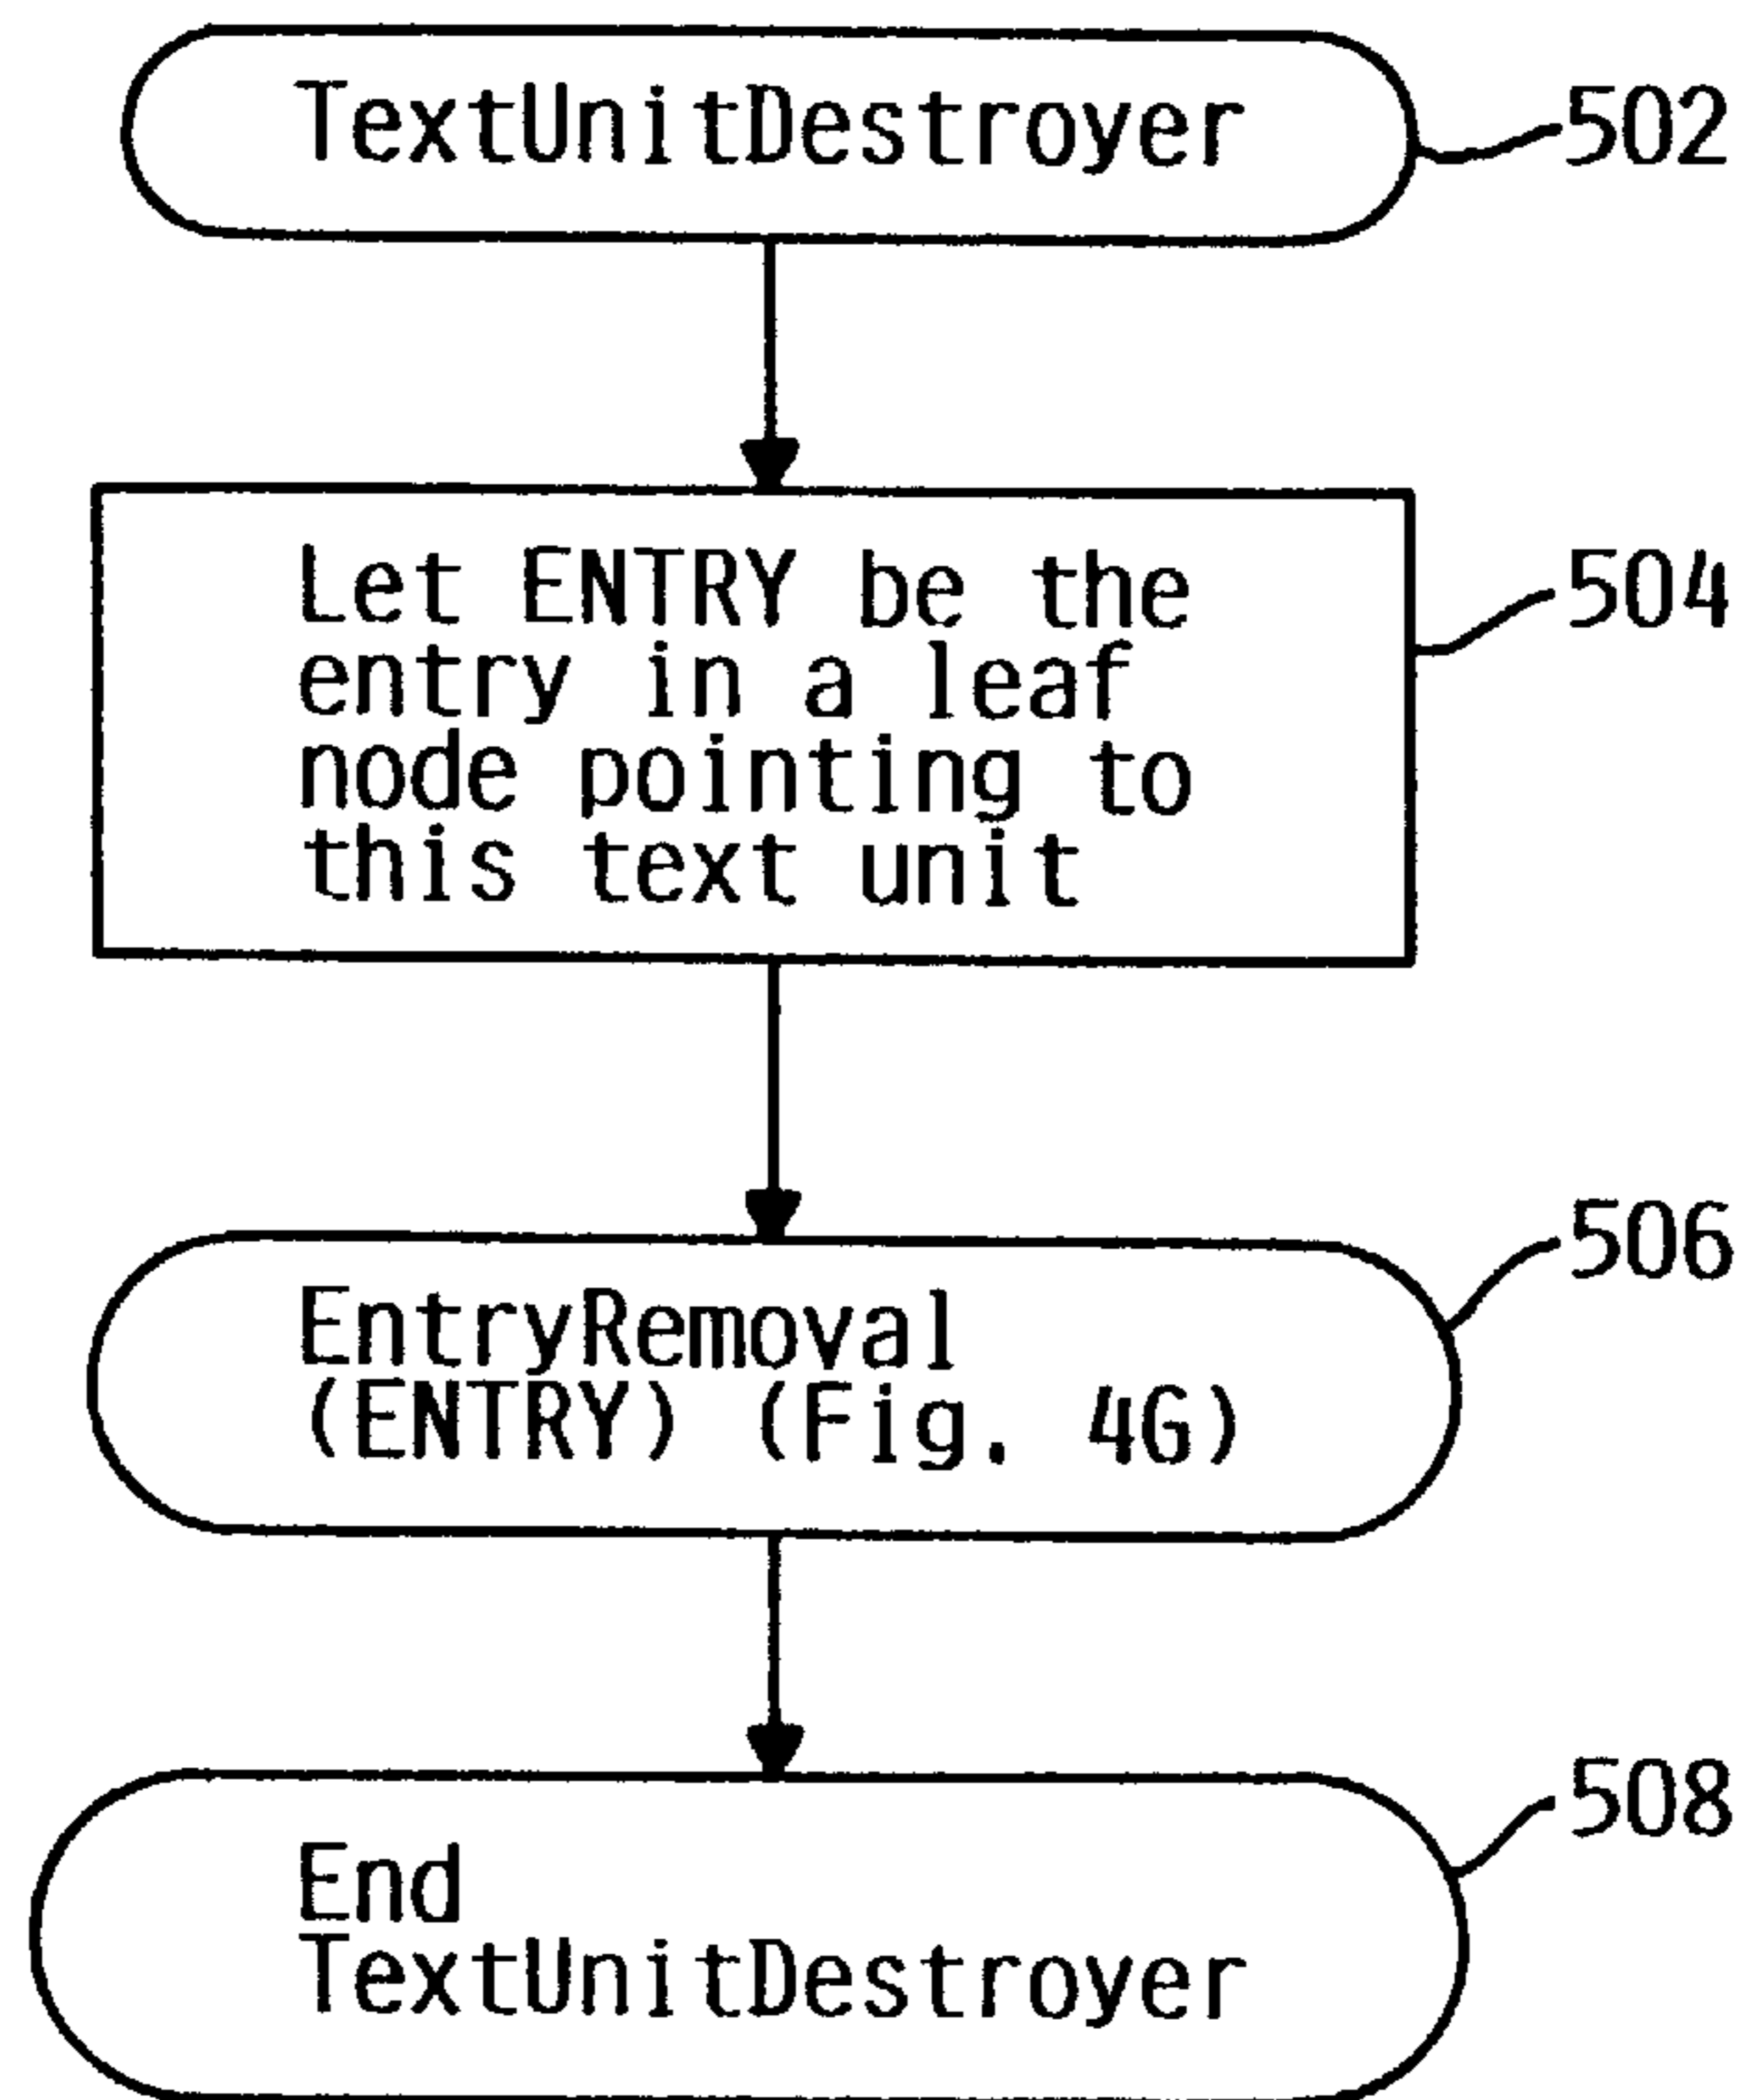 TextUnitDestroyer
502
Let ENTRY be the
entry in a leaf
node pointing to
this text unit
504
EntryRemoval
(ENTRY) (Fig. 4G)
506
End
TextUnitDestroyer
508